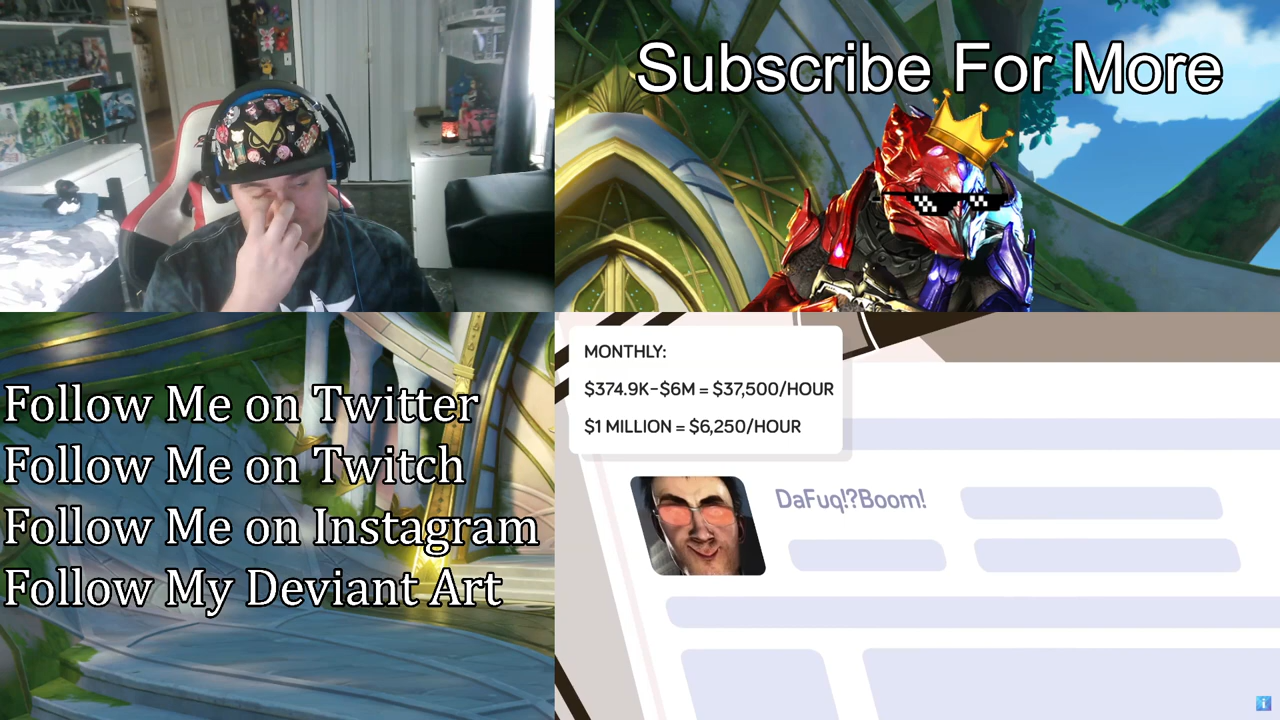 Subscribe For More
Follow Me on Twitter
Follow Me on Twitch
Follow Me on Instagram
Follow My Deviant Art
MONTHLY:
$374.9K-$6M = $37,500/HOUR
$1 MILLION = $6,250/HOUR
DaFuq!?Boom!